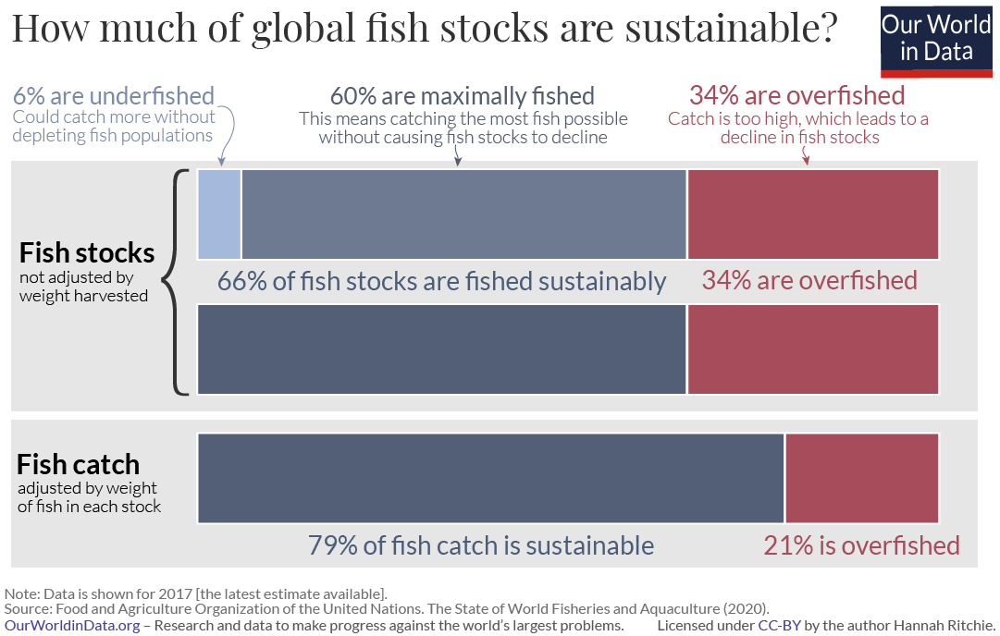 How much of global fish stocks are sustainable?
Our World
in Data
6% are underfished
Could catch more without
depleting fish populations
60% are maximally fished
This means catching the most fish possible
without causing fish stocks to decline
34% are overfished
Catch is too high, which leads to a
decline in fish stocks
Fish stocks
not adjusted by
weight harvested
66% of fish stocks are fished sustainably
34% are overfished
Fish catch
adjusted by weight
of fish in each stock
79% of fish catch is sustainable
21% is overfished
Note: Data is shown for 2017 [the latest estimate available].
Source: Food and Agriculture Organization of the United Nations. The State of World Fisheries and Aquaculture (2020).
OurWorldinData.org – Research and data to make progress against the world's largest problems.
Licensed under CC-BY by the author Hannah Ritchie.